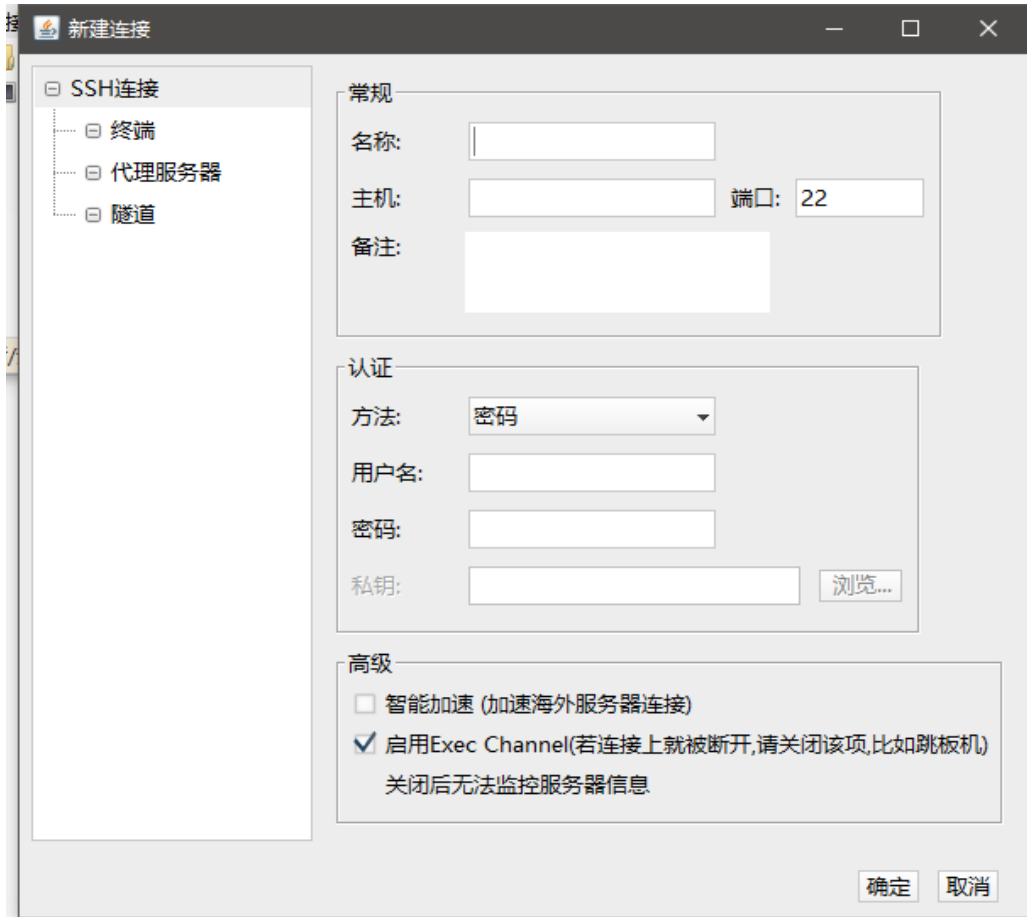 新建连接
SSH连接
终端
代理服务器
隧道
常规
名称:
主机:
端口: 22
备注:
认证
方法: 密码
用户名:
密码:
私钥: 浏览...
高级
智能加速 (加速海外服务器连接)
启用Exec Channel(若连接上就被断开,请关闭该项,比如跳板机)
关闭后无法监控服务器信息
确定 取消